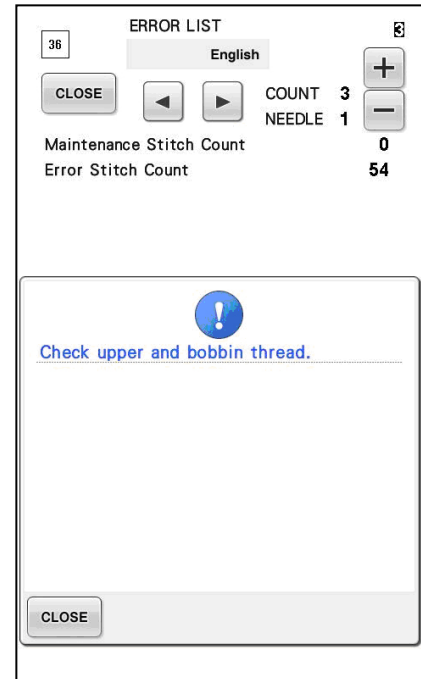 ERROR LIST
3
36
English
+
CLOSE
COUNT 3
−
NEEDLE 1
Maintenance Stitch Count 0
Error Stitch Count 54
!
Check upper and bobbin thread.
CLOSE